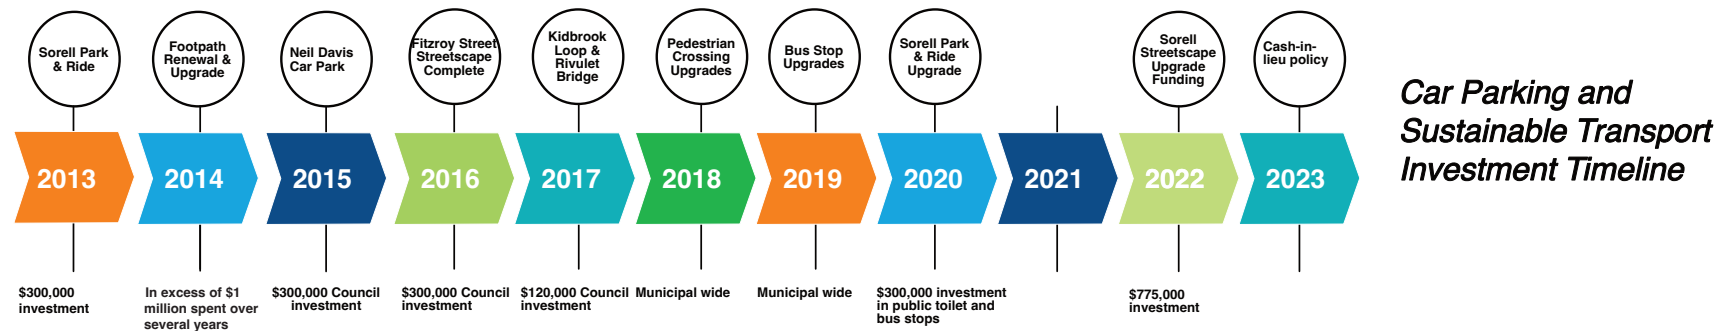 Sorell Park
& Ride
Footpath
Renewal &
Upgrade
Neil Davis
Car Park
Fitzroy Street
Streetscape
Complete
Kidbrook
Loop &
Rivulet
Bridge
Pedestrian
Crossing
Upgrades
Bus Stop
Upgrades
Sorell Park
& Ride
Upgrade
Sorell
Streetscape
Upgrade
Funding
Cash-in-
lieu policy
Car Parking and
Sustainable Transport
Investment Timeline
2013
2014
2015
2016
2017
2018
2019
2020
2021
2022
2023
$300,000
investment
In excess of $1
million spent over
several years
$300,000 Council
investment
$300,000 Council
investment
$120,000 Council
investment
Municipal wide
Municipal wide
$300,000 investment
in public toilet and
bus stops
$775,000
investment